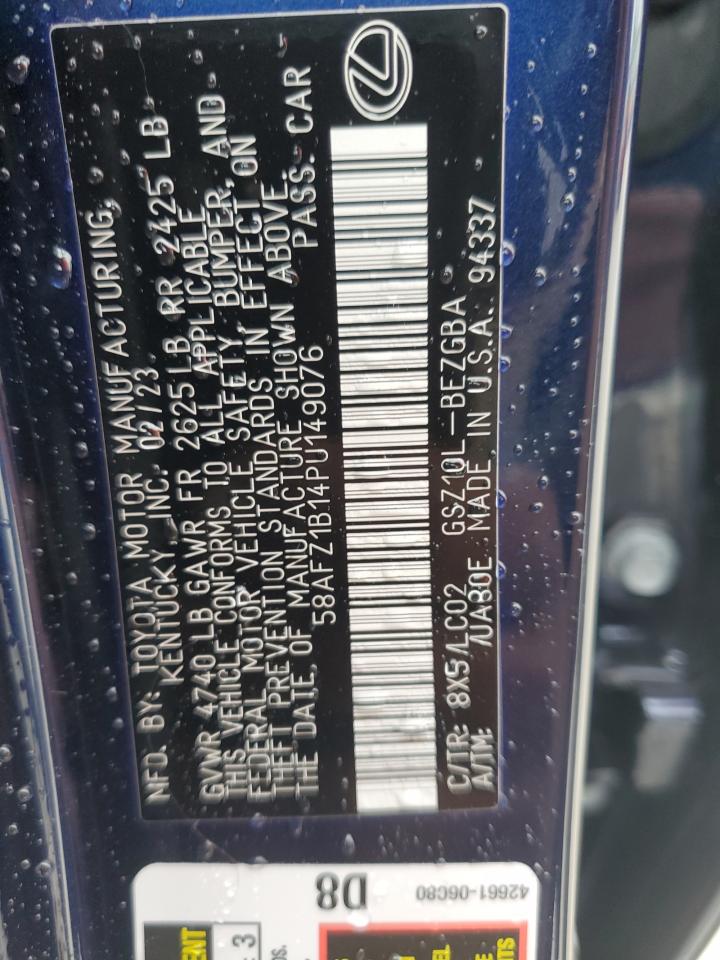 MFD. BY: TOYOTA MOTOR MANUFACTURING,
KENTUCKY INC. 02/23
GVWR 4740 LB GAWR FR 2625 LB RR 2425 LB
THIS VEHICLE CONFORMS TO ALL APPLICABLE
FEDERAL MOTOR VEHICLE SAFETY, BUMPER, AND
THEFT PREVENTION STANDARDS IN EFFECT ON
THE DATE OF MANUFACTURE SHOWN ABOVE.
58AFZ1B14PU149076 PASS. CAR
C/TR: 8X5/LC02 GSZ10L-BEZGBA
A/TM: /UA80E MADE IN U.S.A. 94337
D8
42661-06C80
3